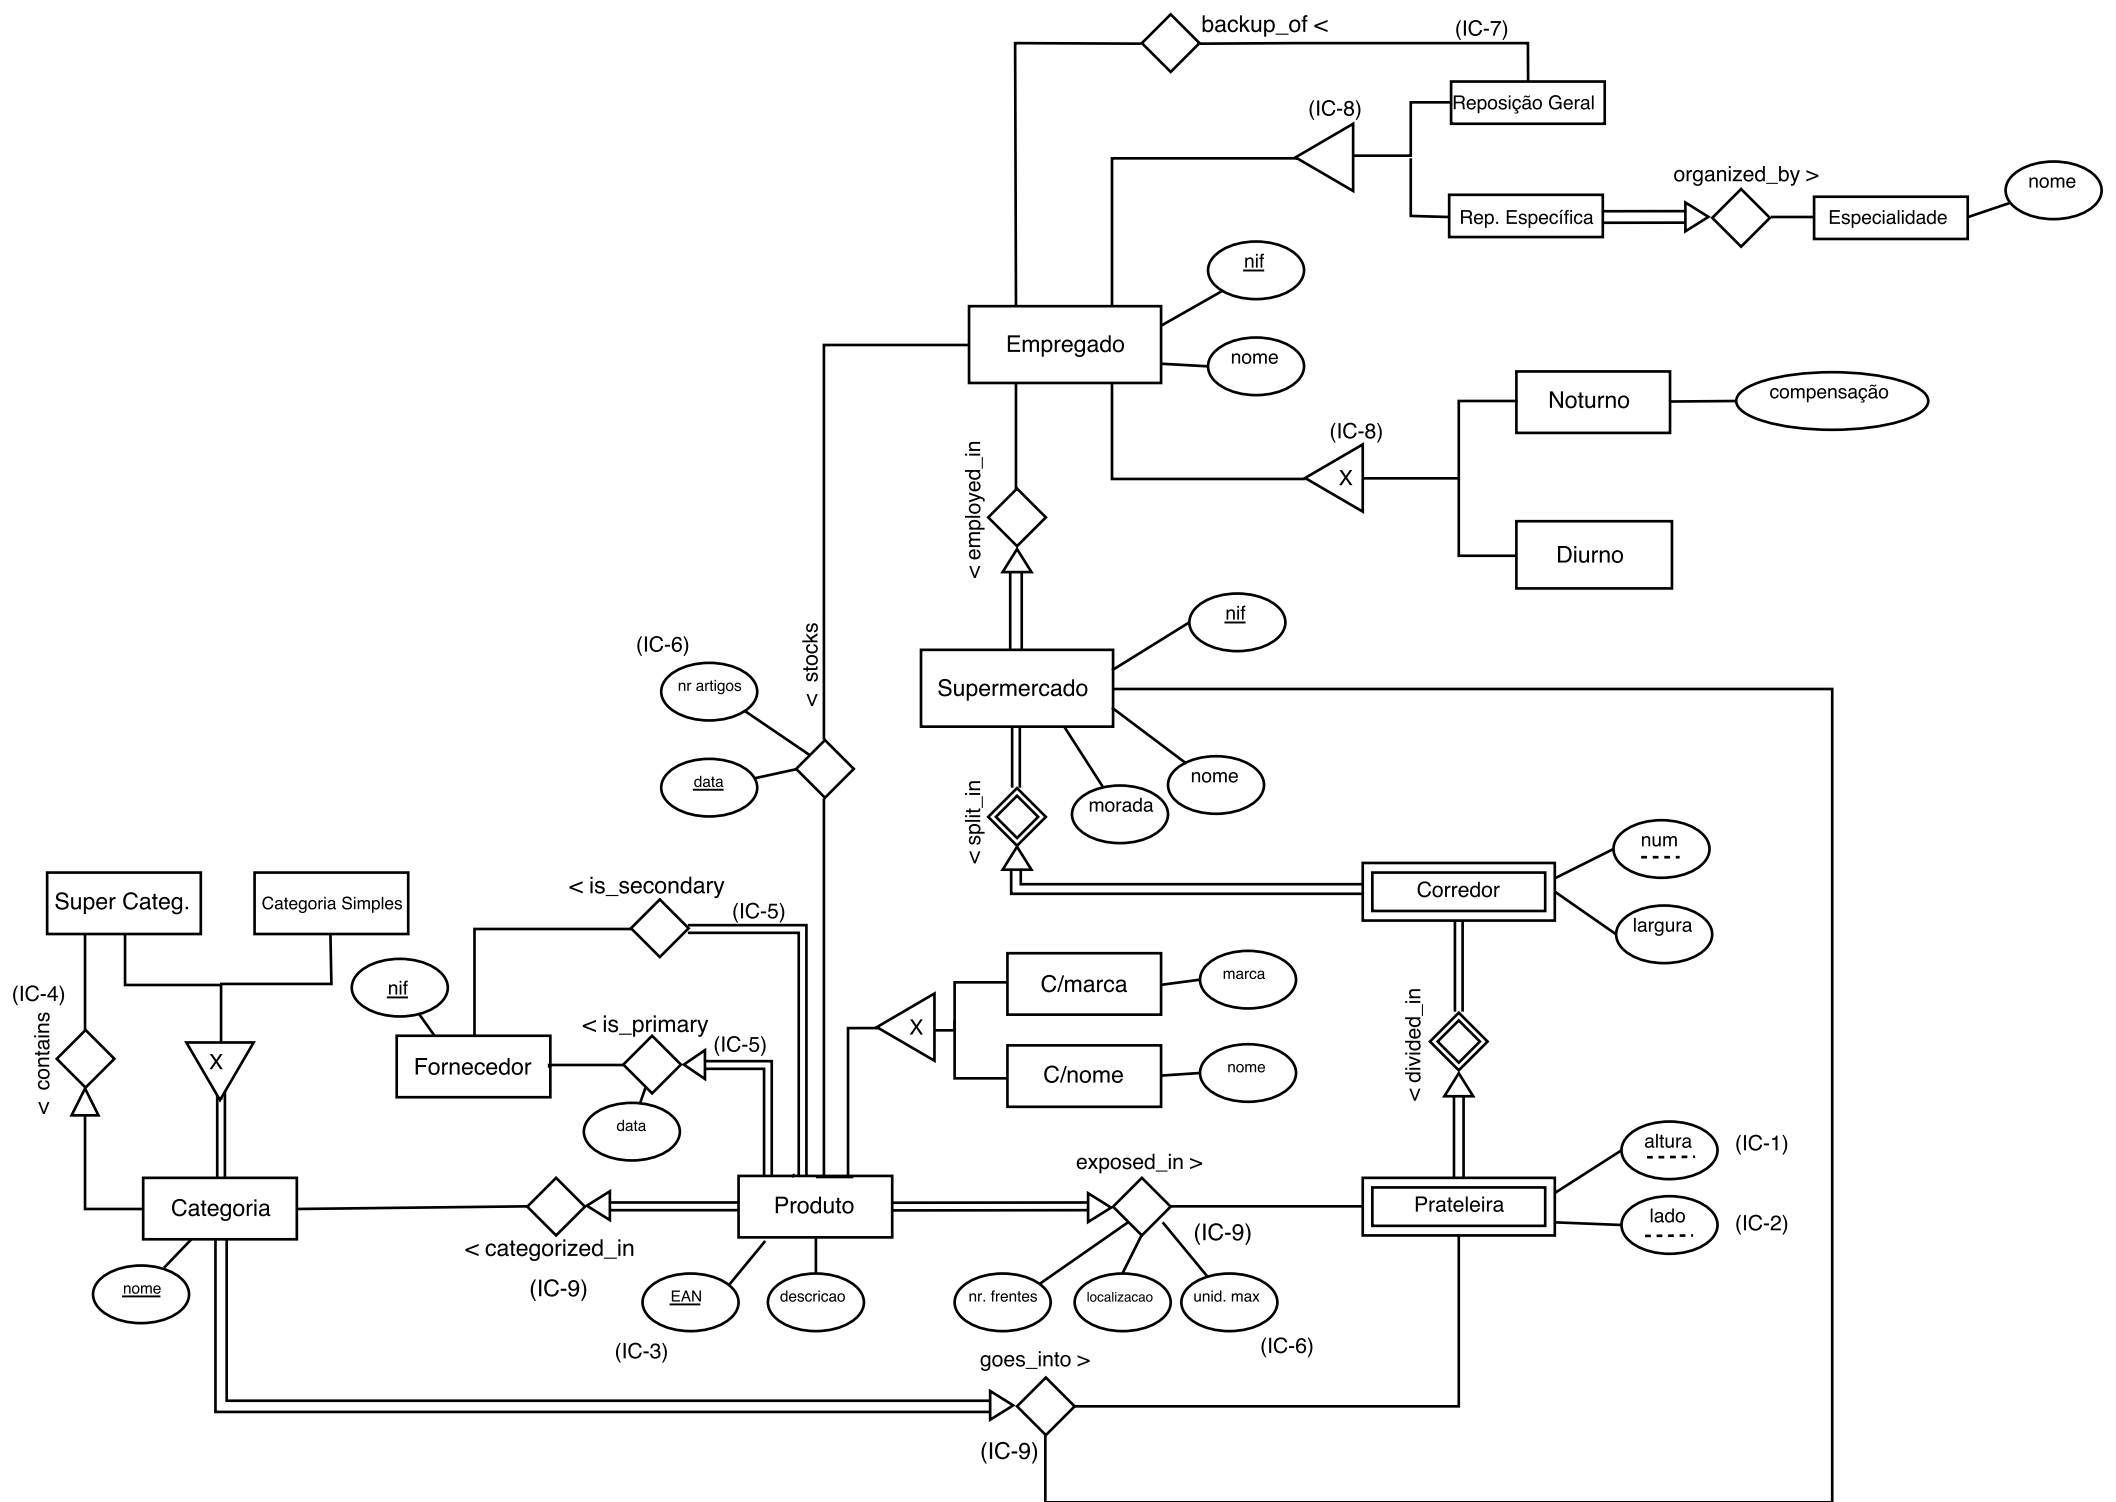 backup_of <
(IC-7)
Reposição Geral
(IC-8)
organized_by >
nome
Rep. Específica
Especialidade
nif
Empregado
nome
Noturno
compensação
(IC-8)
X
< employed_in
Diurno
nif
(IC-6)
< stocks
Supermercado
nr artigos
nome
data
morada
< split_in
num
Super Categ.
Categoria Simples
< is_secondary
(IC-5)
Corredor
largura
(IC-4)
nif
C/marca
marca
< contains
< is_primary
(IC-5)
X
< divided_in
X
Fornecedor
C/nome
nome
data
altura
(IC-1)
exposed_in >
Categoria
Produto
Prateleira
lado
(IC-2)
< categorized_in
(IC-9)
nome
(IC-9)
EAN
descricao
nr. frentes
localizacao
unid. max
(IC-3)
(IC-6)
goes_into >
(IC-9)